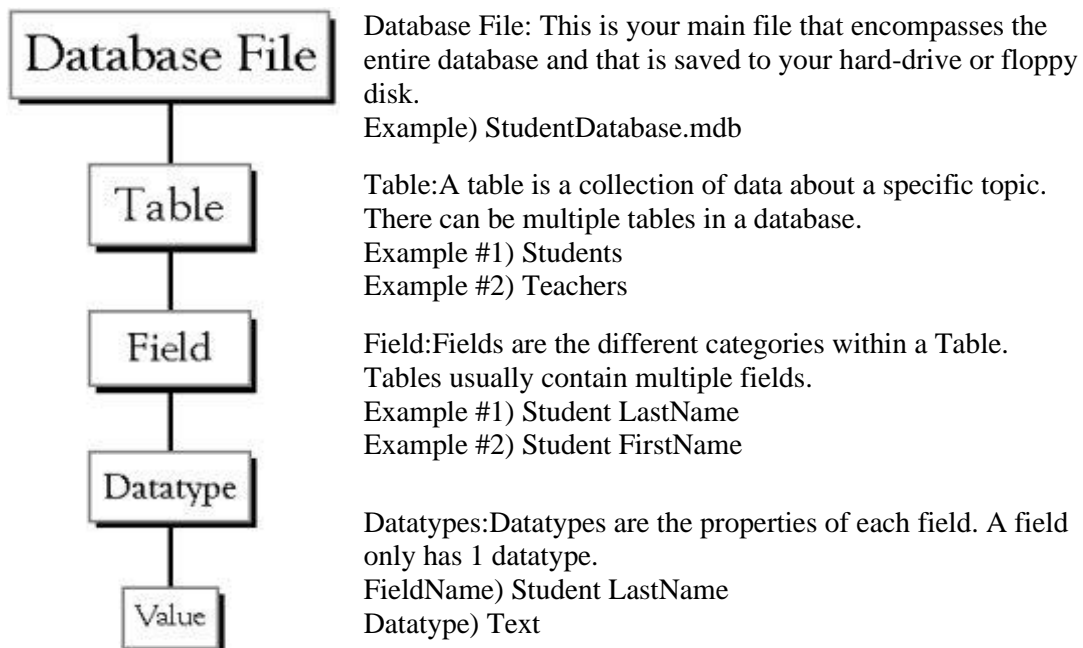 Database File
Database File: This is your main file that encompasses the
entire database and that is saved to your hard-drive or floppy
disk.
Example) StudentDatabase.mdb
Table
Table:A table is a collection of data about a specific topic.
There can be multiple tables in a database.
Example #1) Students
Example #2) Teachers
Field
Field:Fields are the different categories within a Table.
Tables usually contain multiple fields.
Example #1) Student LastName
Example #2) Student FirstName
Datatype
Datatypes:Datatypes are the properties of each field. A field
only has 1 datatype.
FieldName) Student LastName
Datatype) Text
Value